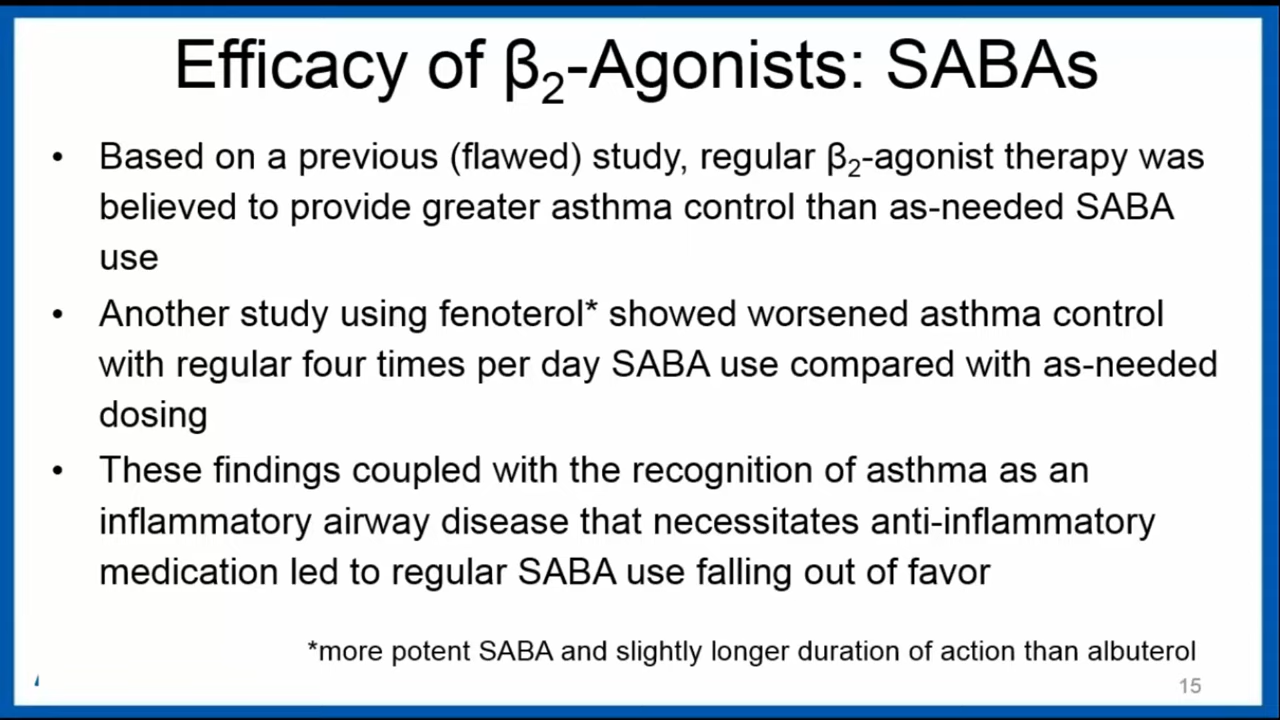 Efficacy of β₂-Agonists: SABAs
• Based on a previous (flawed) study, regular β₂-agonist therapy was
believed to provide greater asthma control than as-needed SABA
use
• Another study using fenoterol* showed worsened asthma control
with regular four times per day SABA use compared with as-needed
dosing
• These findings coupled with the recognition of asthma as an
inflammatory airway disease that necessitates anti-inflammatory
medication led to regular SABA use falling out of favor
*more potent SABA and slightly longer duration of action than albuterol
15